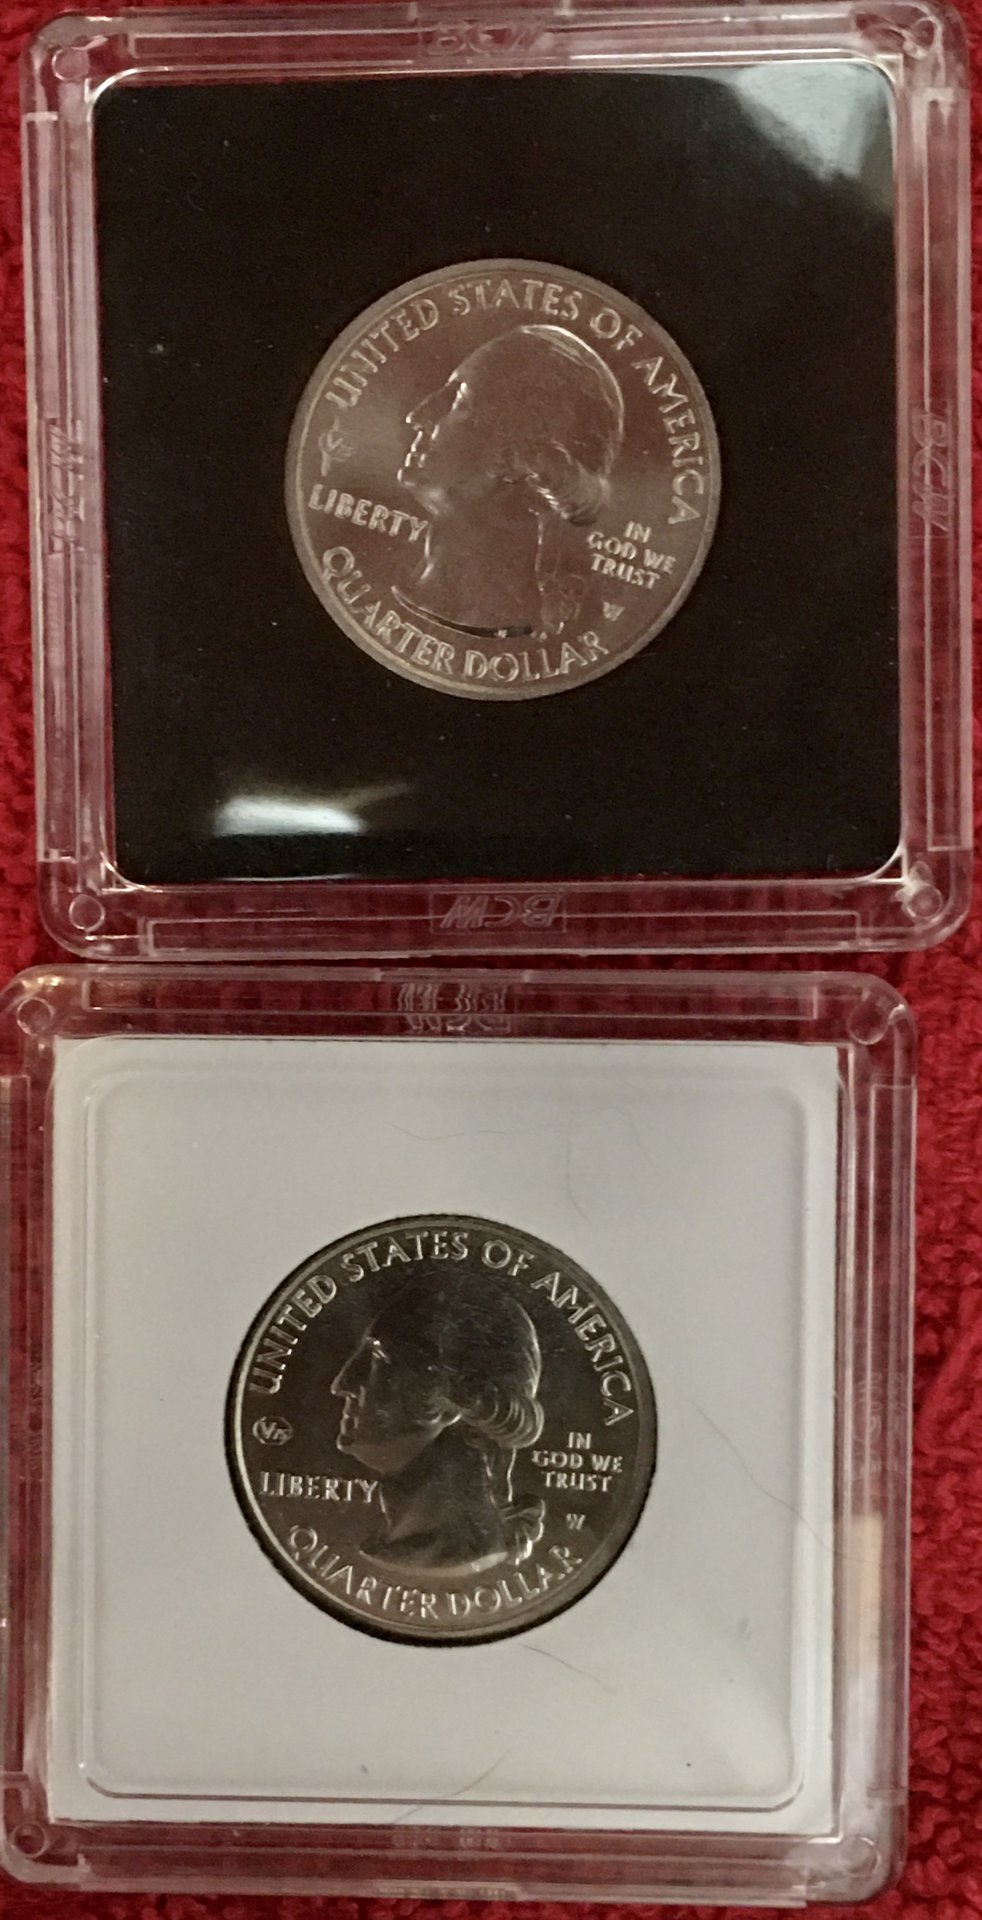 BCW
UNITED STATES OF AMERICA
LIBERTY
IN
GOD WE
TRUST
W
QUARTER DOLLAR
BCW
BCW
UNITED STATES OF AMERICA
V75
LIBERTY
IN
GOD WE
TRUST
W
QUARTER DOLLAR